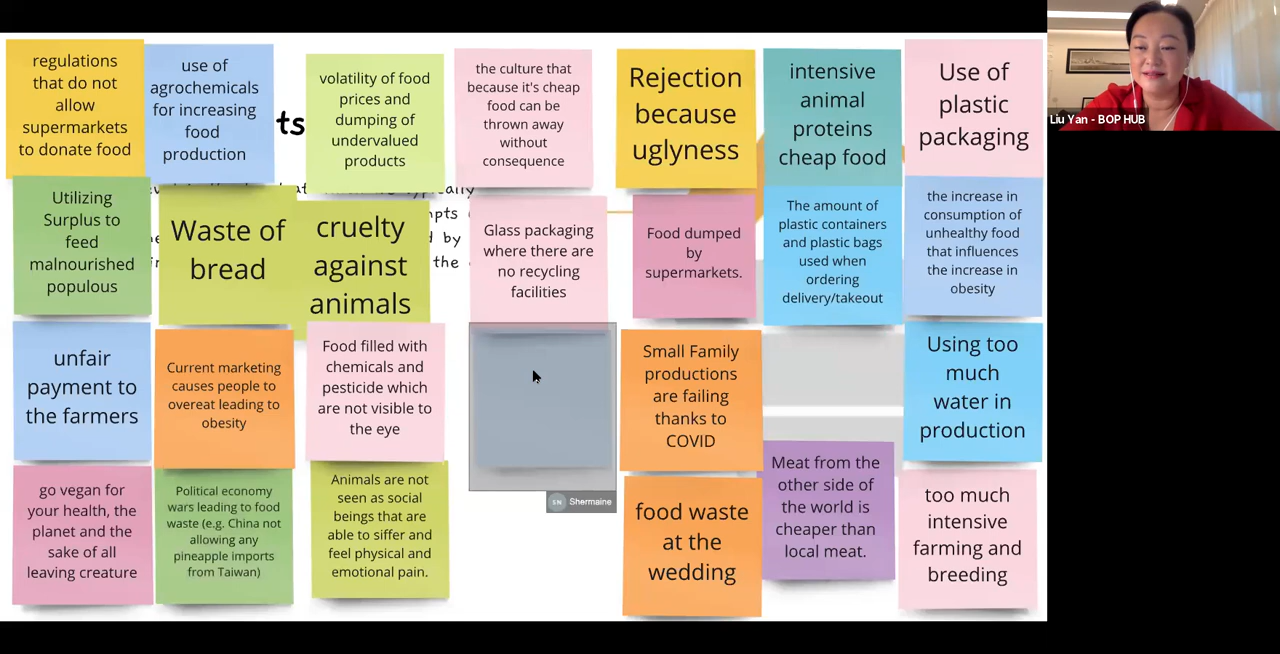 regulations
that do not
allow
supermarkets
to donate food
use of
agrochemicals
for increasing
food
production
ts
volatility of food
prices and
dumping of
undervalued
products
the culture that
because it's cheap
food can be
thrown away
without
consequence
Rejection
because
uglyness
intensive
animal
proteins
cheap food
Use of
plastic
packaging
Liu Yan - BOP HUB
Utilizing
Surplus to
feed
malnourished
populous
Waste of
bread
cruelty
against
animals
Glass packaging
where there are
no recycling
facilities
Food dumped
by
supermarkets.
The amount of
plastic containers
and plastic bags
used when
ordering
delivery/takeout
the increase in
consumption of
unhealthy food
that influences
the increase in
obesity
unfair
payment to
the farmers
Current marketing
causes people to
overeat leading to
obesity
Food filled with
chemicals and
pesticide which
are not visible to
the eye
Small Family
productions
are failing
thanks to
COVID
Using too
much
water in
production
go vegan for
your health, the
planet and the
sake of all
leaving creature
Political economy
wars leading to food
waste (e.g. China not
allowing any
pineapple imports
from Taiwan)
Animals are not
seen as social
beings that are
able to siffer and
feel physical and
emotional pain.
SN Shermaine
food waste
at the
wedding
Meat from the
other side of
the world is
cheaper than
local meat.
too much
intensive
farming and
breeding